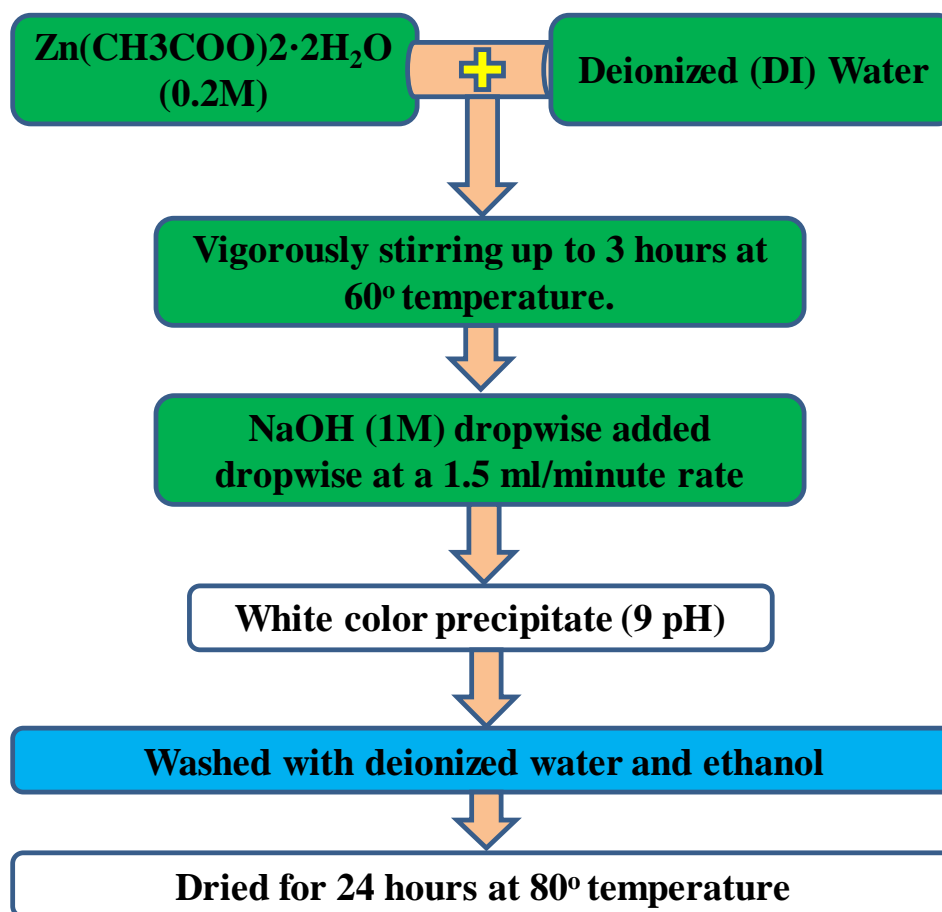 Zn(CH3COO)2·2H₂O
(0.2M)
Deionized (DI) Water
Vigorously stirring up to 3 hours at
60º temperature.
NaOH (1M) dropwise added
dropwise at a 1.5 ml/minute rate
White color precipitate (9 pH)
Washed with deionized water and ethanol
Dried for 24 hours at 80º temperature